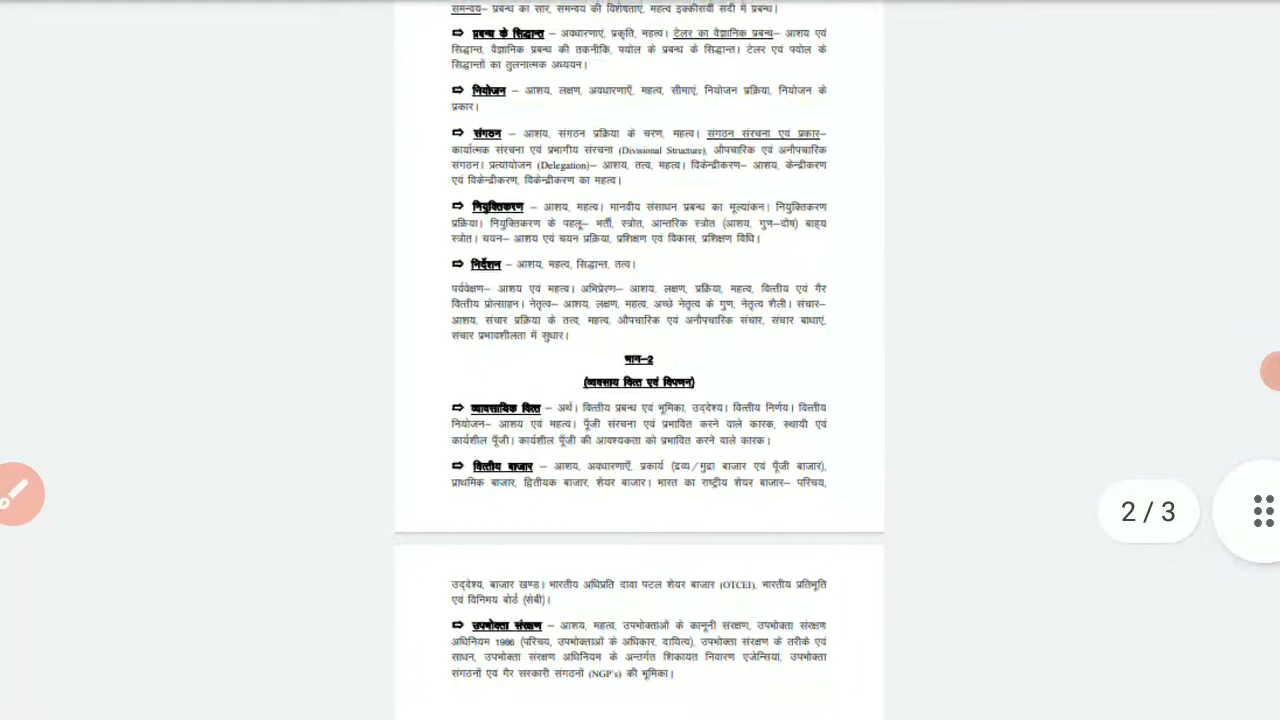 समन्वय– प्रबन्ध का सार, समन्वय की विशेषताएं, महत्व इक्कीसवीं सदी में प्रबन्ध।
⇨ प्रबन्ध के सिद्धान्त – अवधारणाएं, प्रकृति, महत्व। टेलर का वैज्ञानिक प्रबन्ध– आशय एवं
सिद्धान्त, वैज्ञानिक प्रबन्ध की तकनीकि, फ्योल के प्रबन्ध के सिद्धान्त। टेलर एवं फ्योल के
सिद्धान्तों का तुलनात्मक अध्ययन।
⇨ नियोजन – आशय, लक्षण, अवधारणाएँ, महत्व, सीमाएं, नियोजन प्रक्रिया, नियोजन के
प्रकार।
⇨ संगठन – आशय, संगठन प्रक्रिया के चरण, महत्व। संगठन संरचना एवं प्रकार–
कार्यात्मक संरचना एवं प्रभागीय संरचना (Divisional Structure), औपचारिक एवं अनौपचारिक
संगठन। प्रत्यायोजन (Delegation)– आशय, तत्व, महत्व। विकेन्द्रीकरण– आशय, केन्द्रीकरण
एवं विकेन्द्रीकरण, विकेन्द्रीकरण का महत्व।
⇨ नियुक्तिकरण – आशय, महत्व। मानवीय संसाधन प्रबन्ध का मूल्यांकन। नियुक्तिकरण
प्रक्रिया। नियुक्तिकरण के पहलू– भर्ती, स्त्रोत, आन्तरिक स्त्रोत (आशय, गुण–दोष) बाह्य
स्त्रोत। चयन– आशय एवं चयन प्रक्रिया, प्रशिक्षण एवं विकास, प्रशिक्षण विधि।
⇨ निर्देशन – आशय, महत्व, सिद्धान्त, तत्व।
पर्यवेक्षण– आशय एवं महत्व। अभिप्रेरण– आशय, लक्षण, प्रक्रिया, महत्व, वित्तीय एवं गैर
वित्तीय प्रोत्साहन। नेतृत्व– आशय, लक्षण, महत्व, अच्छे नेतृत्व के गुण, नेतृत्व शैली। संचार–
आशय, संचार प्रक्रिया के तत्व, महत्व, औपचारिक एवं अनौपचारिक संचार, संचार बाधाएं,
संचार प्रभावशीलता में सुधार।
भाग–2
(व्यवसाय वित्त एवं विपणन)
⇨ व्यावसायिक वित्त – अर्थ। वित्तीय प्रबन्ध एवं भूमिका, उद्देश्य। वित्तीय निर्णय। वित्तीय
नियोजन– आशय एवं महत्व। पूँजी संरचना एवं प्रभावित करने वाले कारक, स्थायी एवं
कार्यशील पूँजी। कार्यशील पूँजी की आवश्यकता को प्रभावित करने वाले कारक।
⇨ वित्तीय बाजार – आशय, अवधारणाएँ, प्रकार्य (द्रव्य/मुद्रा बाजार एवं पूँजी बाजार),
प्राथमिक बाजार, द्वितीयक बाजार, शेयर बाजार। भारत का राष्ट्रीय शेयर बाजार– परिचय,
2 / 3
उद्देश्य, बाजार खण्ड। भारतीय अधिप्रति दावा पटल शेयर बाजार (OTCEI), भारतीय प्रतिभूति
एवं विनिमय बोर्ड (सेबी)।
⇨ उपभोक्ता संरक्षण – आशय, महत्व, उपभोक्ताओं के कानूनी संरक्षण, उपभोक्ता संरक्षण
अधिनियम 1986 (परिचय, उपभोक्ताओं के अधिकार, दायित्व), उपभोक्ता संरक्षण के तरीके एवं
साधन, उपभोक्ता संरक्षण अधिनियम के अन्तर्गत शिकायत निवारण एजेन्सियां, उपभोक्ता
संगठनों एवं गैर सरकारी संगठनों (NGP's) की भूमिका।